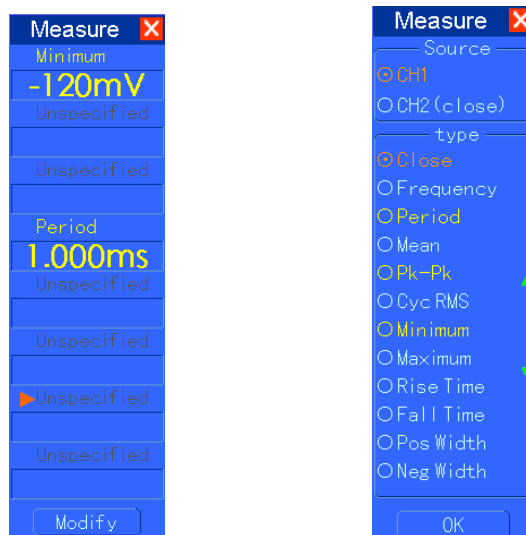 Measure X
Minimum
-120mV
Unspecified
Unspecified
Period
1.000ms
Unspecified
Unspecified
Unspecified
Unspecified
Modify
Measure X
Source
CH1
CH2(close)
type
Close
Frequency
Period
Mean
Pk-Pk
Cyc RMS
Minimum
Maximum
Rise Time
Fall Time
Pos Width
Neg Width
OK